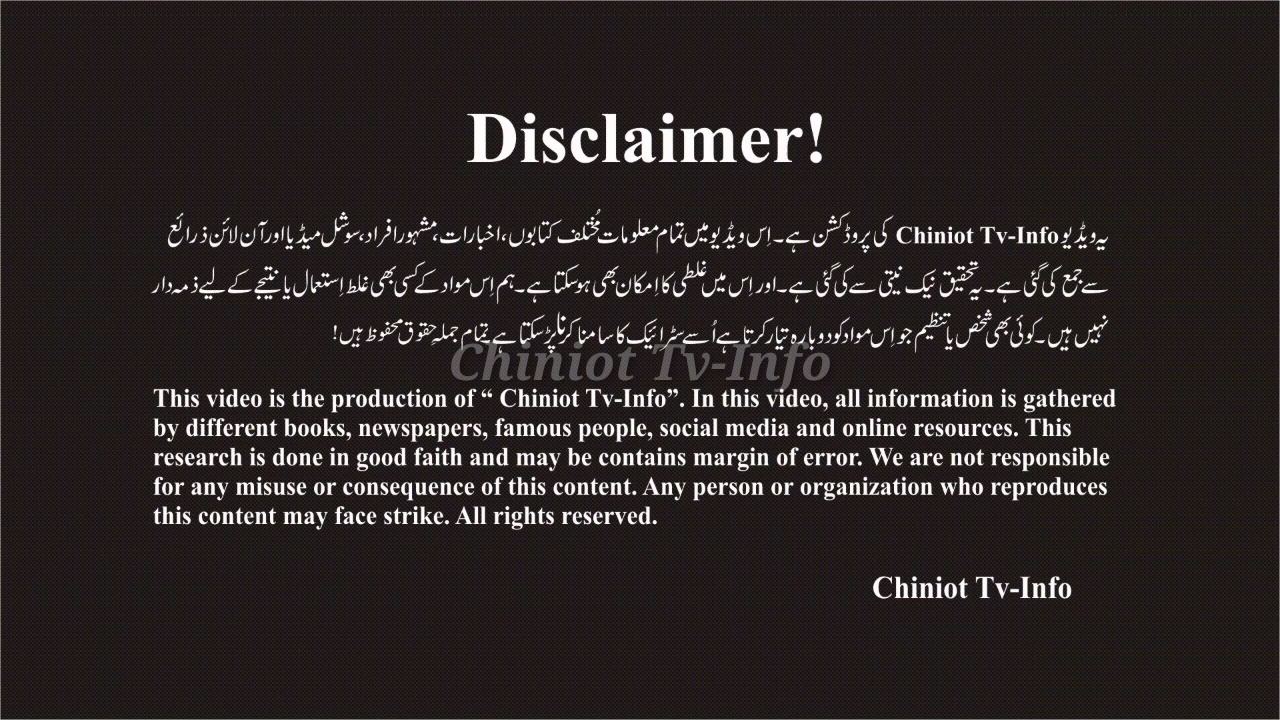 Disclaimer!
یہ ویڈیو Chiniot Tv-Info کی پروڈکشن ہے۔ اِس ویڈیو میں تمام معلومات مُختلف کتابوں، اخبارات، مشہور افراد، سوشل میڈیا اور آن لائن ذرائع
سے جمع کی گئی ہے۔ یہ تحقیق نیک نیتی سے کی گئی ہے۔ اور اِس میں غلطی کا اِمکان بھی ہو سکتا ہے۔ ہم اِس مواد کے کسی بھی غلط اِستعمال یا نتیجے کے لیے ذمہ دار
نہیں ہیں۔ کوئی بھی شخص یا تنظیم جو اِس مواد کو دوبارہ تیار کرتا ہے اُسے سٹرائیک کا سامنا کرنا پڑ سکتا ہے۔ تمام جملہ حقوق محفوظ ہیں!
Chiniot Tv-Info
This video is the production of “ Chiniot Tv-Info”. In this video, all information is gathered
by different books, newspapers, famous people, social media and online resources. This
research is done in good faith and may be contains margin of error. We are not responsible
for any misuse or consequence of this content. Any person or organization who reproduces
this content may face strike. All rights reserved.
Chiniot Tv-Info